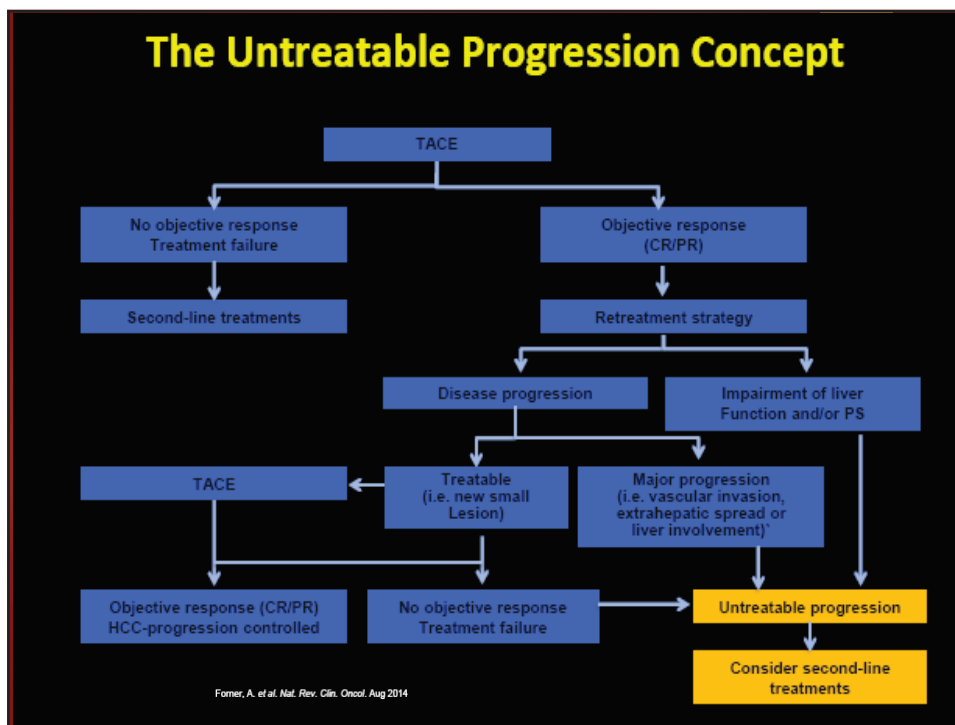 The Untreatable Progression Concept
TACE
No objective response
Treatment failure
Objective response
(CR/PR)
Second-line treatments
Retreatment strategy
Disease progression
Impairment of liver
Function and/or PS
TACE
Treatable
(i.e. new small
Lesion)
Major progression
(i.e. vascular invasion,
extrahepatic spread or
liver involvement)`
Objective response (CR/PR)
HCC-progression controlled
No objective response
Treatment failure
Untreatable progression
Consider second-line
treatments
Forner, A. et al. Nat. Rev. Clin. Oncol. Aug 2014